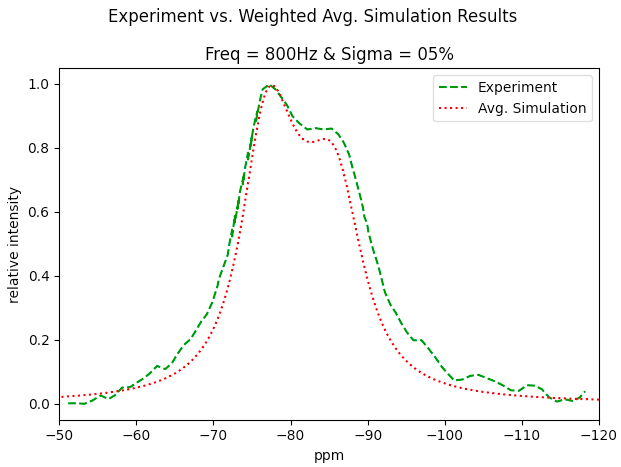 Experiment vs. Weighted Avg. Simulation Results
Freq = 800Hz & Sigma = 05%
Experiment
Avg. Simulation
relative intensity
1.0
0.8
0.6
0.4
0.2
0.0
−50 −60 −70 −80 −90 −100 −110 −120
ppm